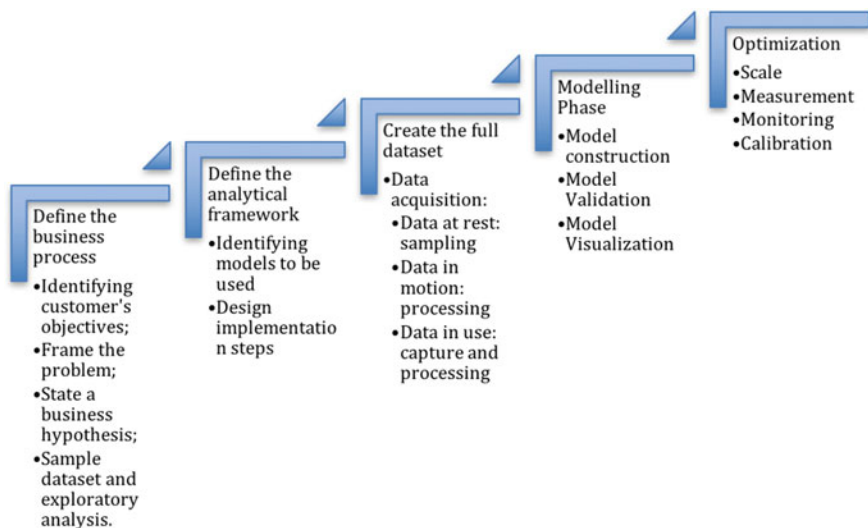 Define the
business
process
•Identifying
customer's
objectives;
•Frame the
problem;
•State a
business
hypothesis;
•Sample
dataset and
exploratory
analysis.
Define the
analytical
framework
•Identifying
models to be
used
•Design
implementatio
n steps
Create the full
dataset
•Data
acquisition:
•Data at rest:
sampling
•Data in
motion:
processing
•Data in use:
capture and
processing
Modelling
Phase
•Model
construction
•Model
Validation
•Model
Visualization
Optimization
•Scale
•Measurement
•Monitoring
•Calibration